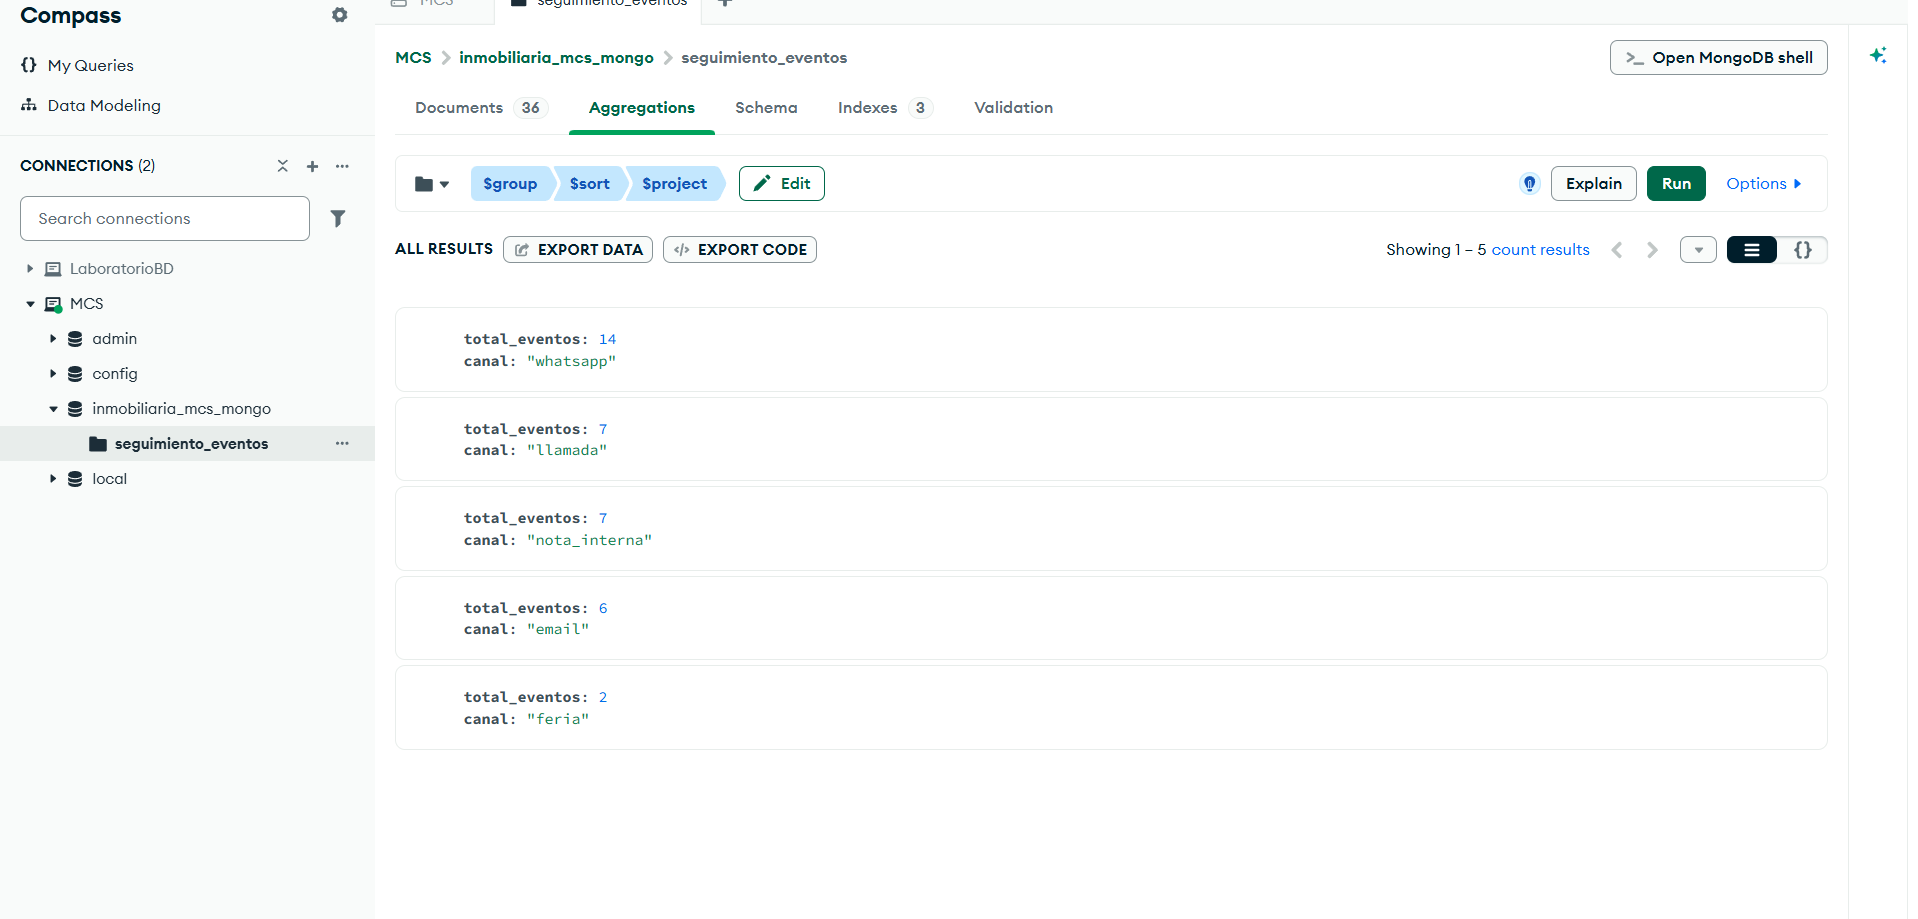 Compass
My Queries
Data Modeling
CONNECTIONS (2)
Search connections
LaboratorioBD
MCS
admin
config
inmobiliaria_mcs_mongo
seguimiento_eventos
local
MCS
seguimiento_eventos
MCS > inmobiliaria_mcs_mongo > seguimiento_eventos
>_ Open MongoDB shell
Documents 36 Aggregations Schema Indexes 3 Validation
$group $sort $project Edit Explain Run Options
ALL RESULTS EXPORT DATA </> EXPORT CODE Showing 1 – 5 count results {}
total_eventos: 14
canal: "whatsapp"
total_eventos: 7
canal: "llamada"
total_eventos: 7
canal: "nota_interna"
total_eventos: 6
canal: "email"
total_eventos: 2
canal: "feria"